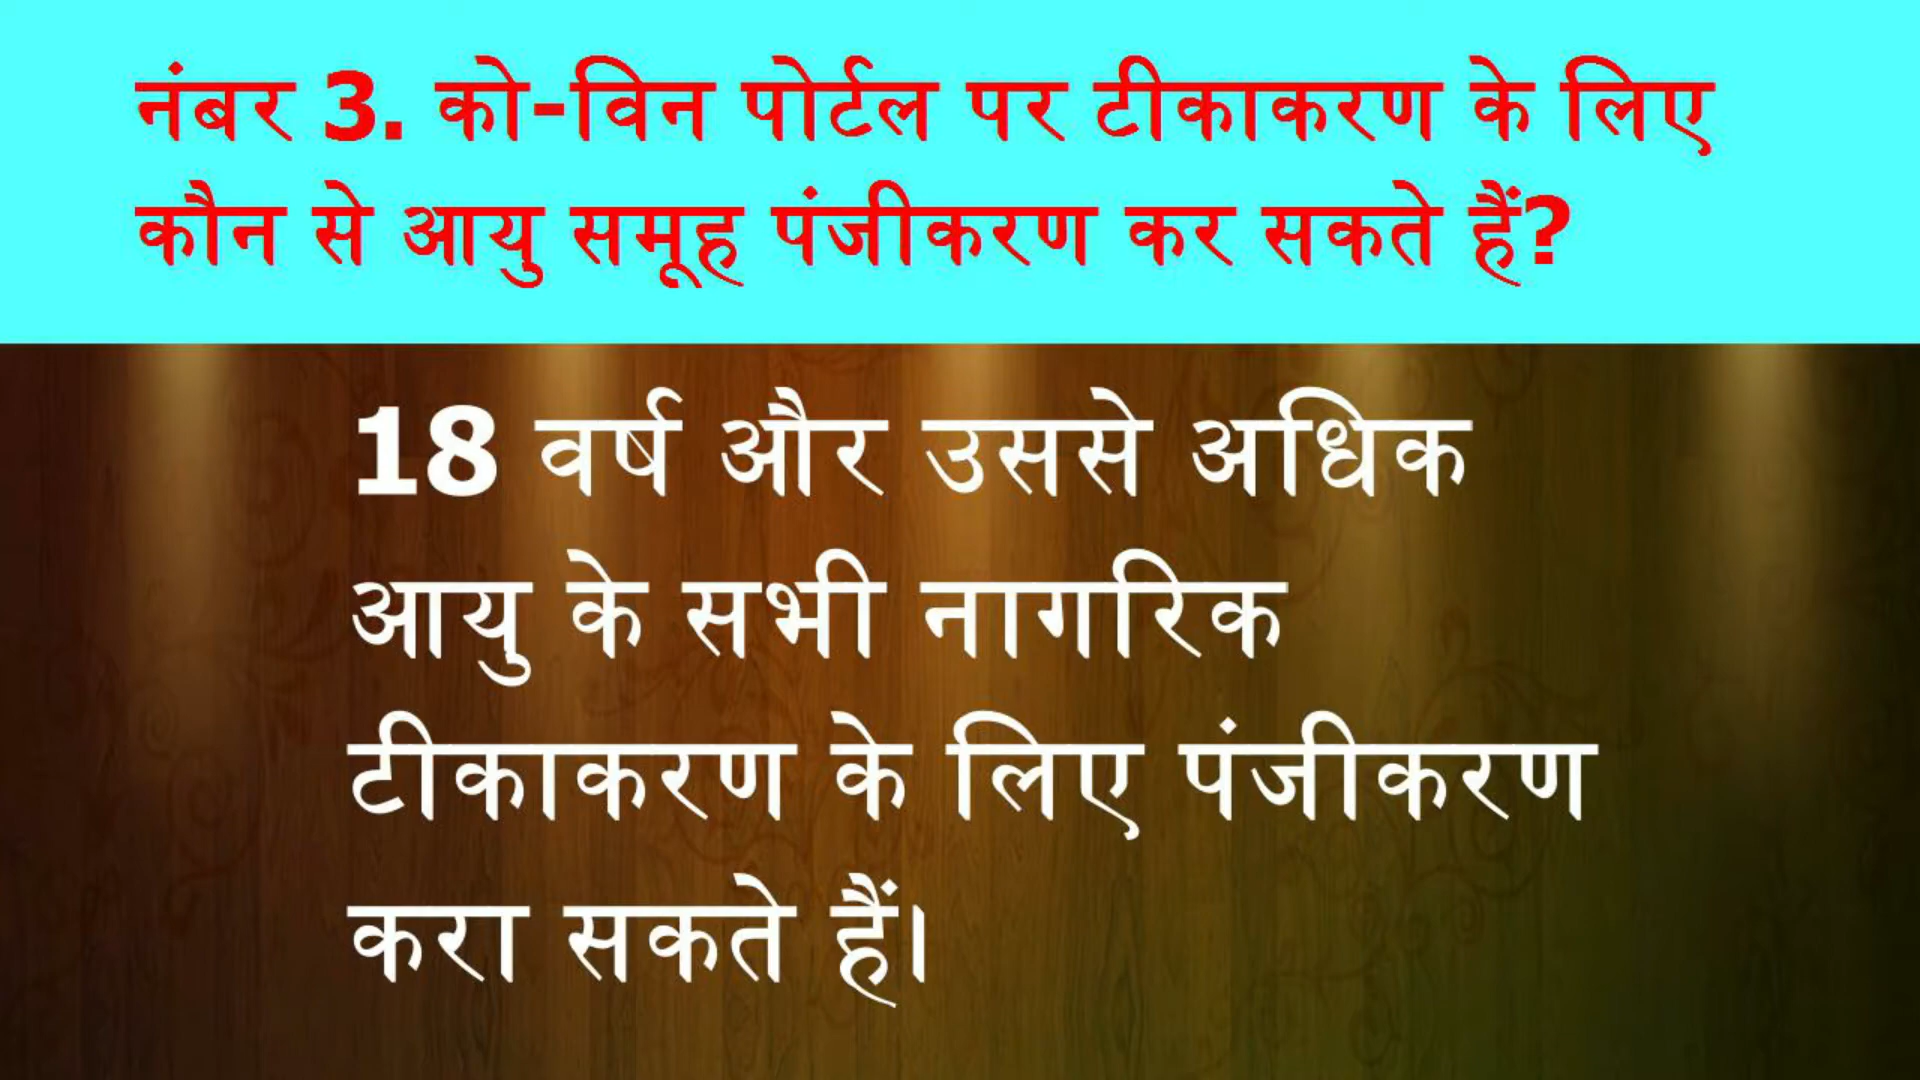 नंबर 3. को-विन पोर्टल पर टीकाकरण के लिए
कौन से आयु समूह पंजीकरण कर सकते हैं?
18 वर्ष और उससे अधिक
आयु के सभी नागरिक
टीकाकरण के लिए पंजीकरण
करा सकते हैं।